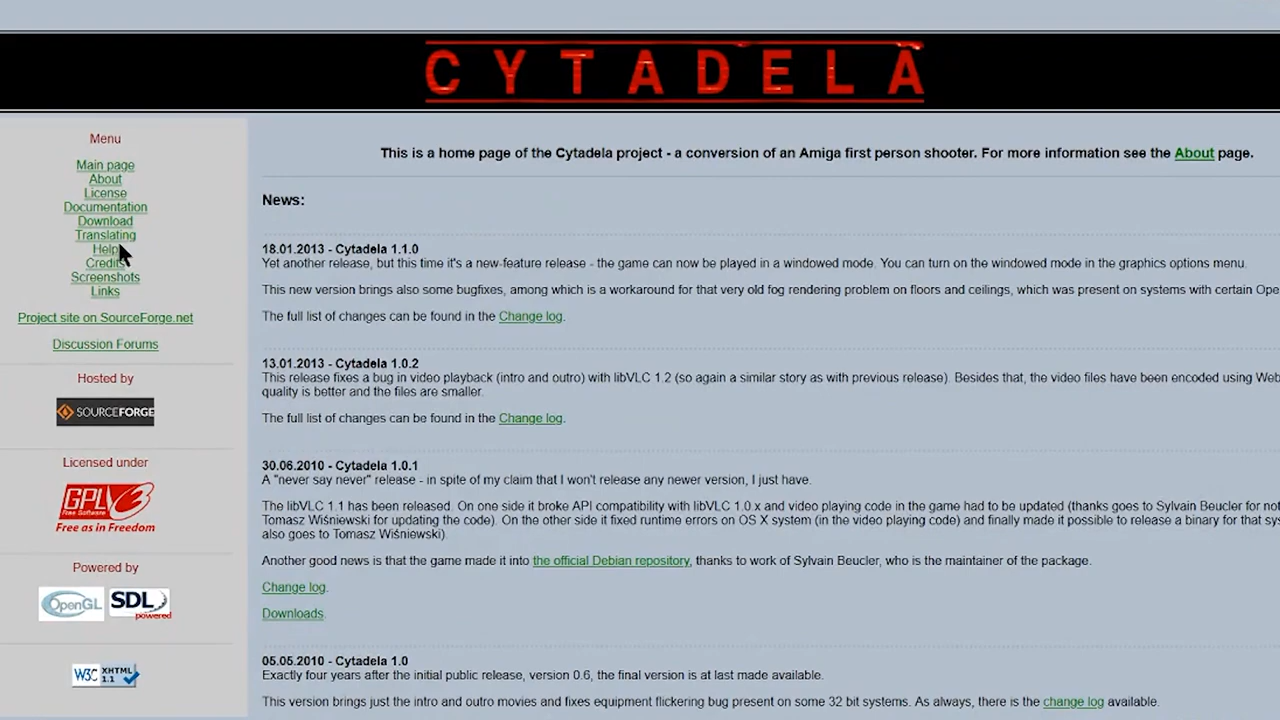 CYTADELA
Menu
Main page
About
License
Documentation
Download
Translating
Help
Credits
Screenshots
Links
Project site on SourceForge.net
Discussion Forums
Hosted by
SOURCEFORGE
Licensed under
GPL v3
Free Software
Free as in Freedom
Powered by
OpenGL SDL
powered
W3C XHTML
1.1
This is a home page of the Cytadela project - a conversion of an Amiga first person shooter. For more information see the About page.
News:
18.01.2013 - Cytadela 1.1.0
Yet another release, but this time it's a new-feature release - the game can now be played in a windowed mode. You can turn on the windowed mode in the graphics options menu.
This new version brings also some bugfixes, among which is a workaround for that very old fog rendering problem on floors and ceilings, which was present on systems with certain Ope
The full list of changes can be found in the Change log.
13.01.2013 - Cytadela 1.0.2
This release fixes a bug in video playback (intro and outro) with libVLC 1.2 (so again a similar story as with previous release). Besides that, the video files have been encoded using Web
quality is better and the files are smaller.
The full list of changes can be found in the Change log.
30.06.2010 - Cytadela 1.0.1
A "never say never" release - in spite of my claim that I won't release any newer version, I just have.
The libVLC 1.1 has been released. On one side it broke API compatibility with libVLC 1.0.x and video playing code in the game had to be updated (thanks goes to Sylvain Beucler for not
Tomasz Wiśniewski for updating the code). On the other side it fixed runtime errors on OS X system (in the video playing code) and finally made it possible to release a binary for that sys
also goes to Tomasz Wiśniewski).
Another good news is that the game made it into the official Debian repository, thanks to work of Sylvain Beucler, who is the maintainer of the package.
Change log.
Downloads.
05.05.2010 - Cytadela 1.0
Exactly four years after the initial public release, version 0.6, the final version is at last made available.
This version brings just the intro and outro movies and fixes equipment flickering bug present on some 32 bit systems. As always, there is the change log available.